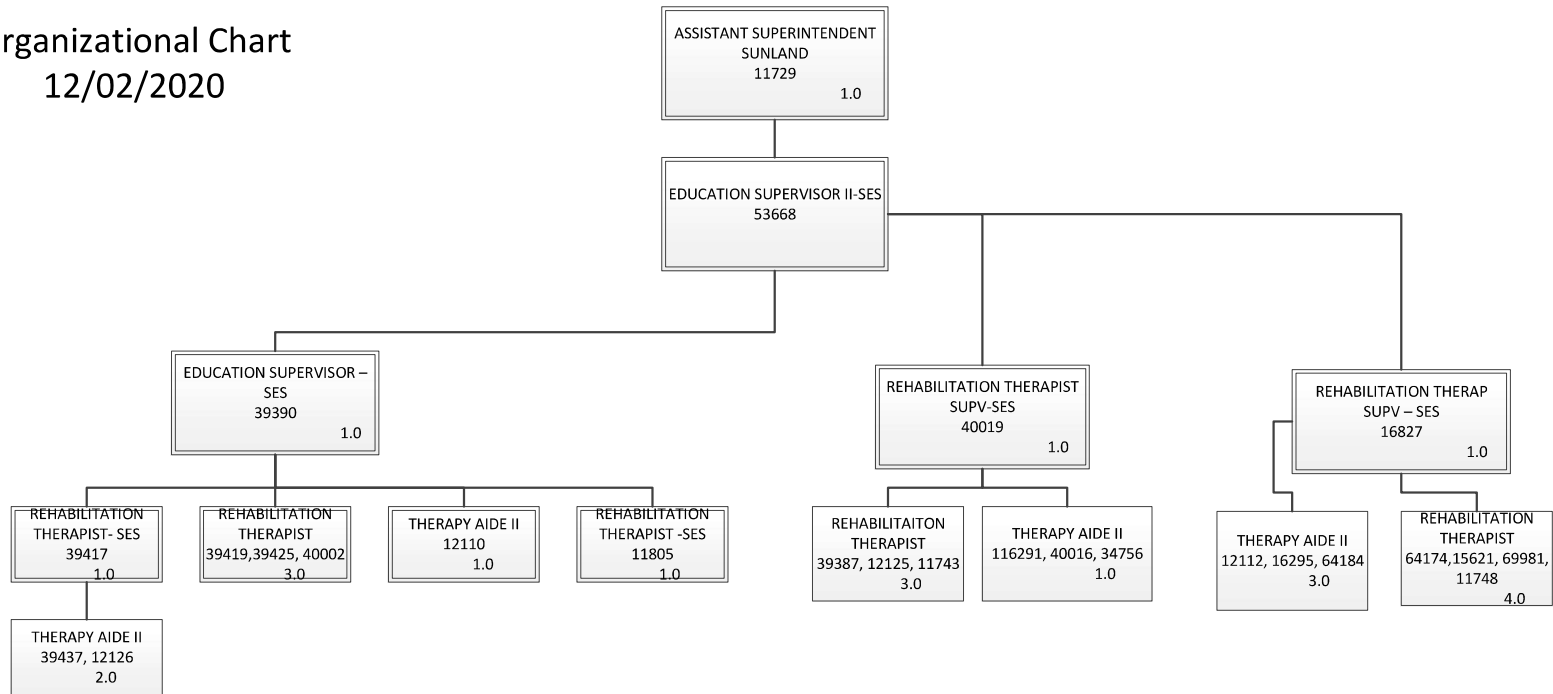 rganizational Chart
12/02/2020
ASSISTANT SUPERINTENDENT
SUNLAND
11729
1.0
EDUCATION SUPERVISOR II-SES
53668
EDUCATION SUPERVISOR –
SES
39390
1.0
REHABILITATION THERAPIST
SUPV-SES
40019
1.0
REHABILITATION THERAP
SUPV – SES
16827
1.0
REHABILITATION
THERAPIST- SES
39417
1.0
REHABILITATION
THERAPIST
39419,39425, 40002
3.0
THERAPY AIDE II
12110
1.0
REHABILITATION
THERAPIST -SES
11805
1.0
REHABILITAITON
THERAPIST
39387, 12125, 11743
3.0
THERAPY AIDE II
116291, 40016, 34756
1.0
THERAPY AIDE II
12112, 16295, 64184
3.0
REHABILITATION
THERAPIST
64174,15621, 69981,
11748
4.0
THERAPY AIDE II
39437, 12126
2.0